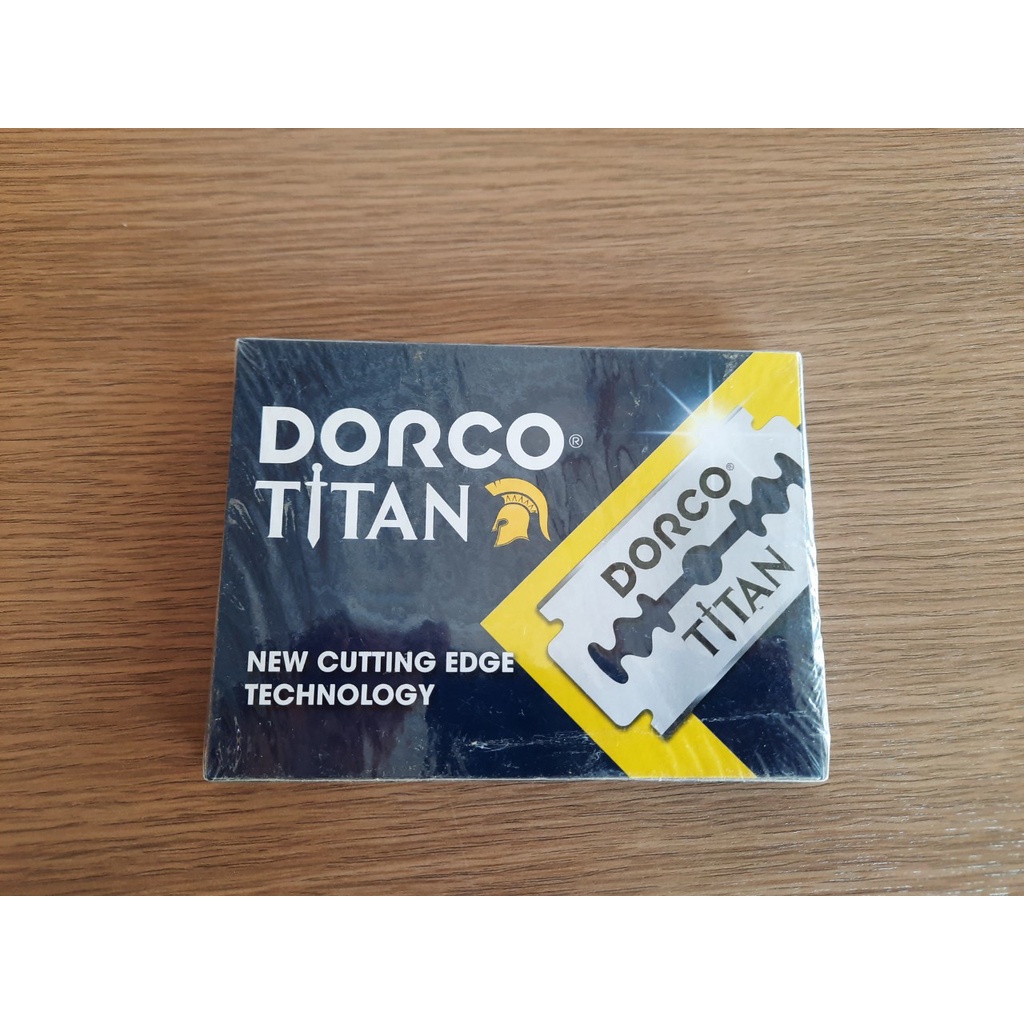 DORCO®
TITAN
NEW CUTTING EDGE
TECHNOLOGY
DORCO®
TITAN